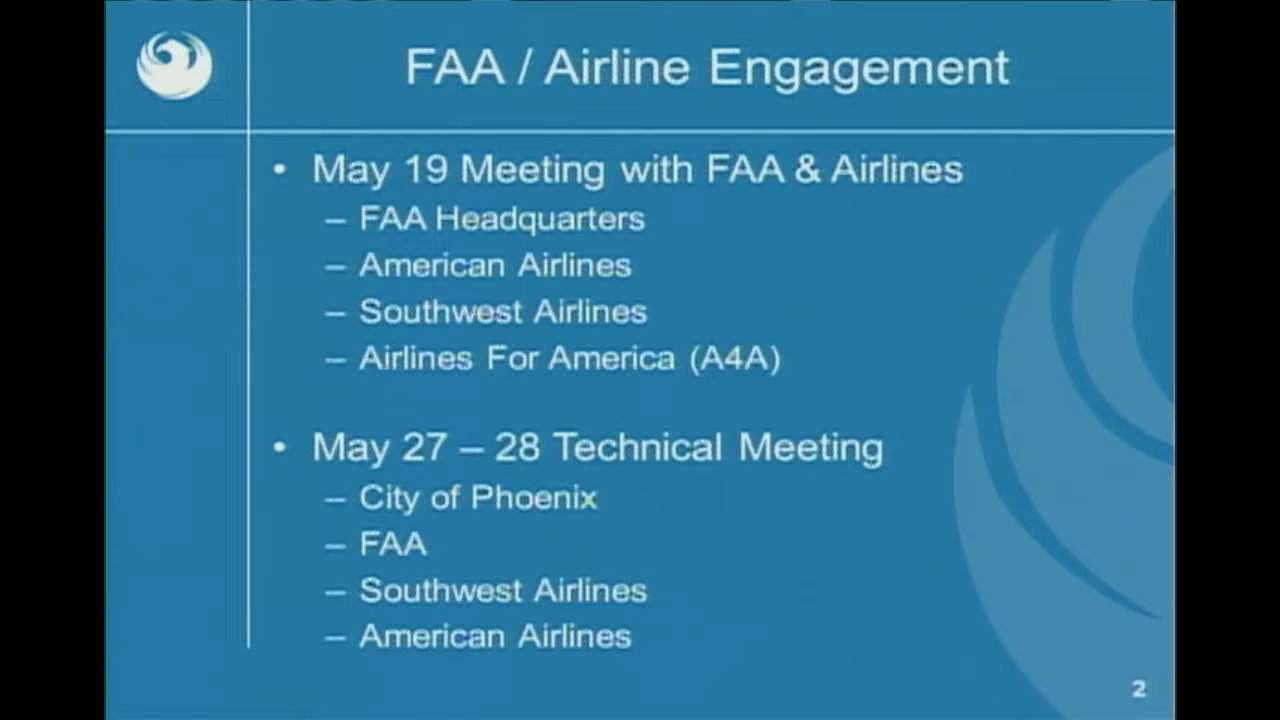 FAA / Airline Engagement
• May 19 Meeting with FAA & Airlines
– FAA Headquarters
– American Airlines
– Southwest Airlines
– Airlines For America (A4A)
• May 27 – 28 Technical Meeting
– City of Phoenix
– FAA
– Southwest Airlines
– American Airlines
2